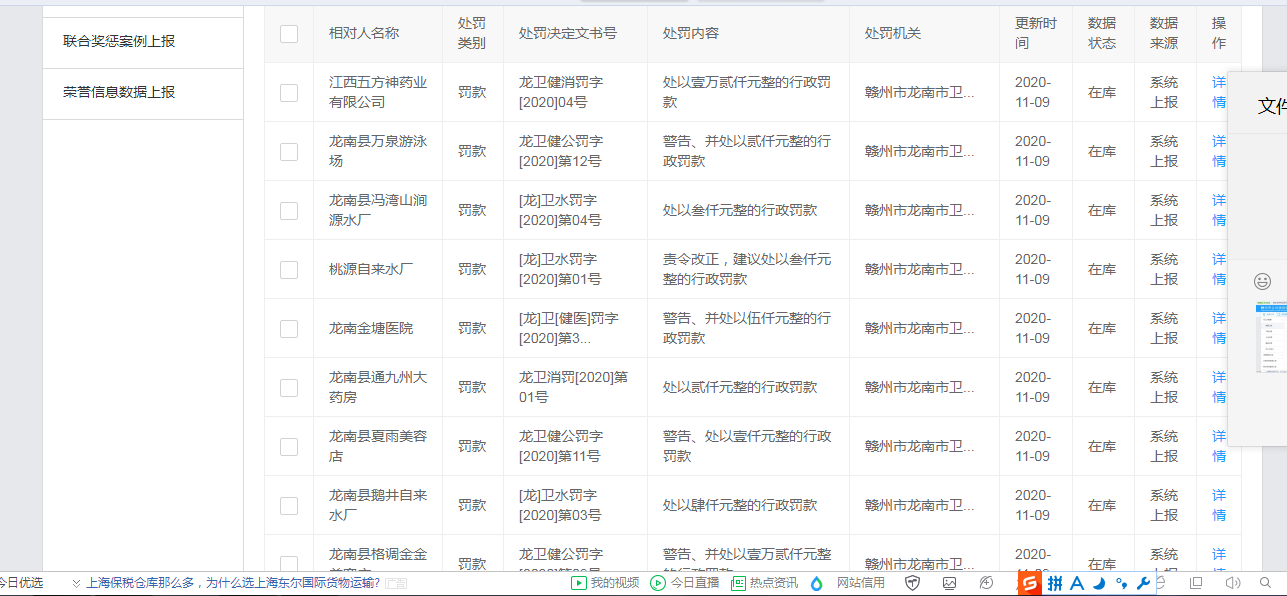 联合奖惩案例上报
荣誉信息数据上报
相对人名称
处罚
类别
处罚决定文书号
处罚内容
处罚机关
更新时
间
数据
状态
数据
来源
操
作
江西五方神药业
有限公司
罚款
龙卫健消罚字
[2020]04号
处以壹万贰仟元整的行政罚
款
赣州市龙南市卫...
2020-
11-09
在库
系统
上报
详
情
龙南县万泉游泳
场
罚款
龙卫健公罚字
[2020]第12号
警告、并处以贰仟元整的行
政罚款
赣州市龙南市卫...
2020-
11-09
在库
系统
上报
详
情
龙南县冯湾山涧
源水厂
罚款
[龙]卫水罚字
[2020]第04号
处以叁仟元整的行政罚款
赣州市龙南市卫...
2020-
11-09
在库
系统
上报
详
情
桃源自来水厂
罚款
[龙]卫水罚字
[2020]第01号
责令改正，建议处以叁仟元
整的行政罚款
赣州市龙南市卫...
2020-
11-09
在库
系统
上报
详
情
龙南金塘医院
罚款
[龙]卫[健医]罚字
[2020]第3...
警告、并处以伍仟元整的行
政罚款
赣州市龙南市卫...
2020-
11-09
在库
系统
上报
详
情
龙南县通九州大
药房
罚款
龙卫消罚[2020]第
01号
处以贰仟元整的行政罚款
赣州市龙南市卫...
2020-
11-09
在库
系统
上报
详
情
龙南县夏雨美容
店
罚款
龙卫健公罚字
[2020]第11号
警告、处以壹仟元整的行政
罚款
赣州市龙南市卫...
2020-
11-09
在库
系统
上报
详
情
龙南县鹅井自来
水厂
罚款
[龙]卫水罚字
[2020]第03号
处以肆仟元整的行政罚款
赣州市龙南市卫...
2020-
11-09
在库
系统
上报
详
情
龙南县格调金金
罚款
龙卫健公罚字
警告、并处以壹万贰仟元整
赣州市龙南市卫...
2020-
在库
系统
详
文件
今日优选
上海保税仓库那么多，为什么选上海东尔国际货物运输?
广告
我的视频
今日直播
热点资讯
网站信用
拼